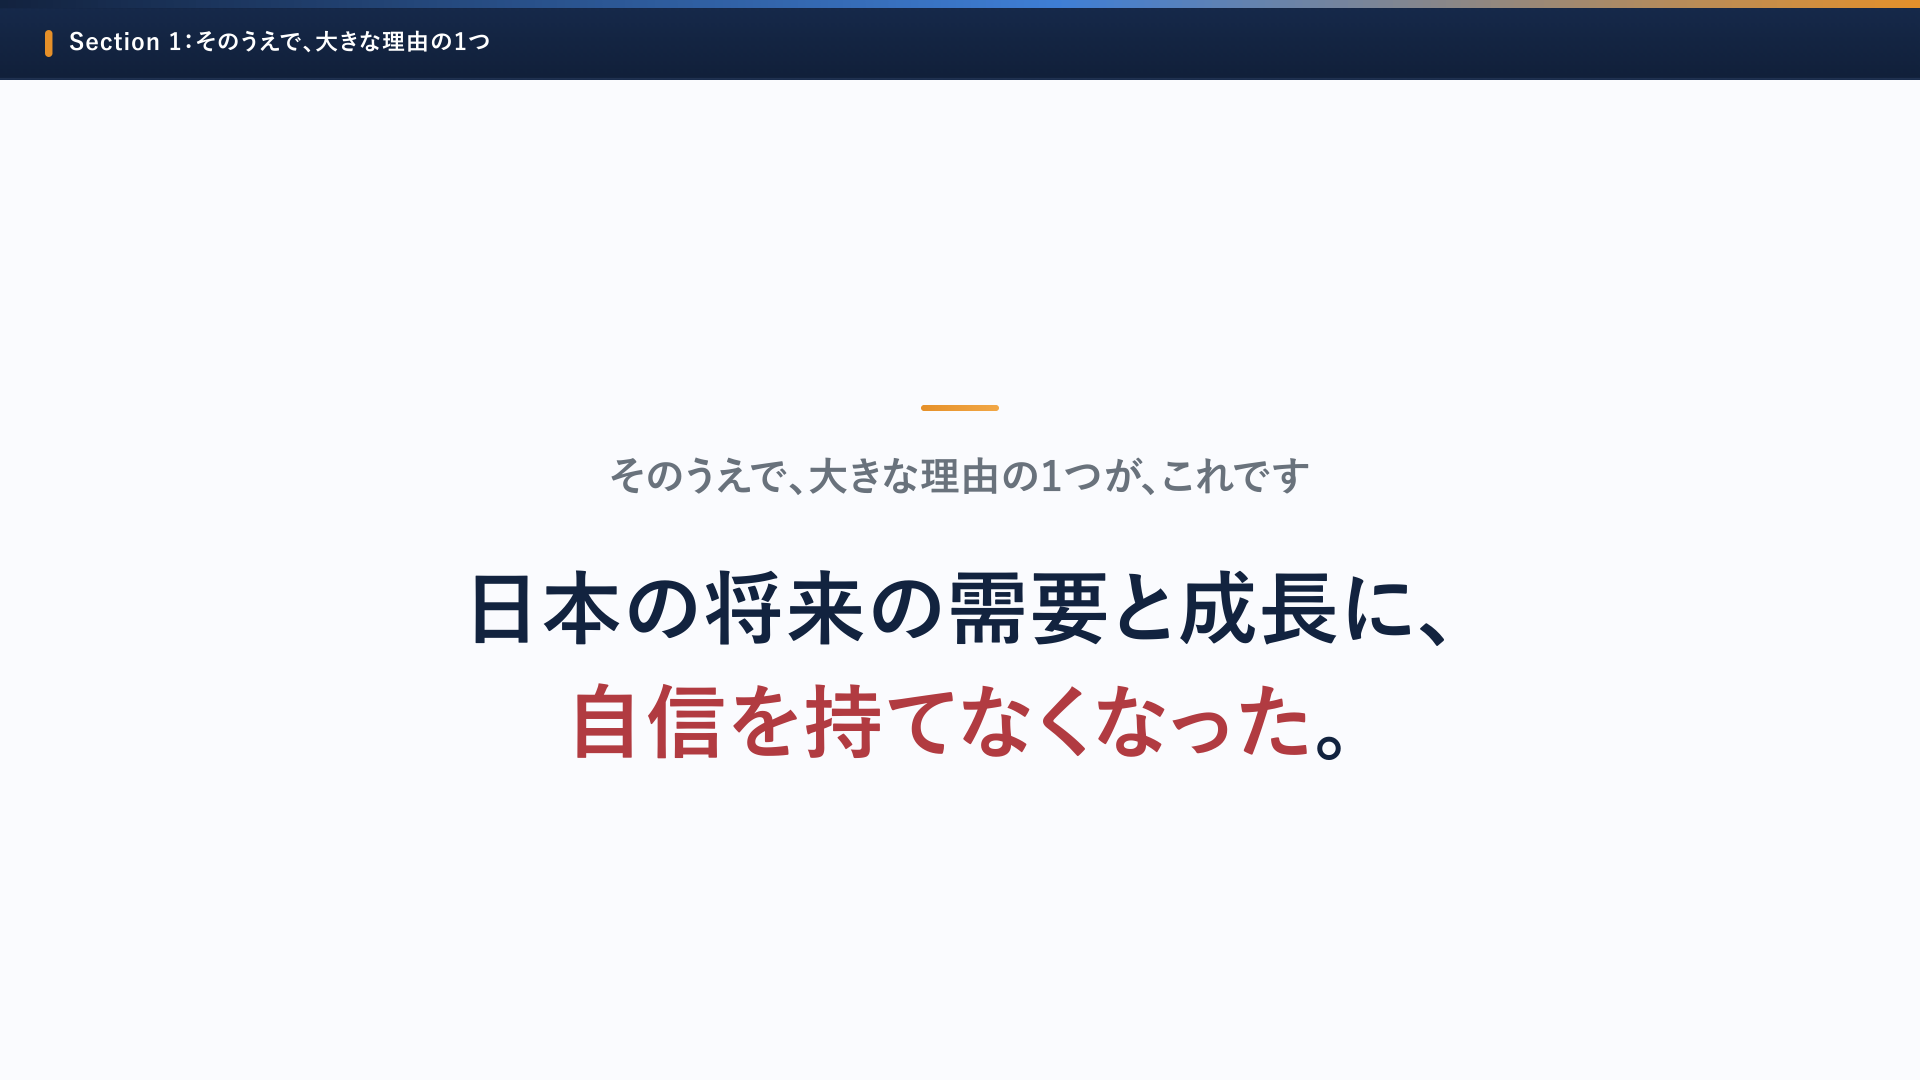 Section 1：そのうえで、大きな理由の1つ
そのうえで、大きな理由の1つが、これです
日本の将来の需要と成長に、
自信を持てなくなった。